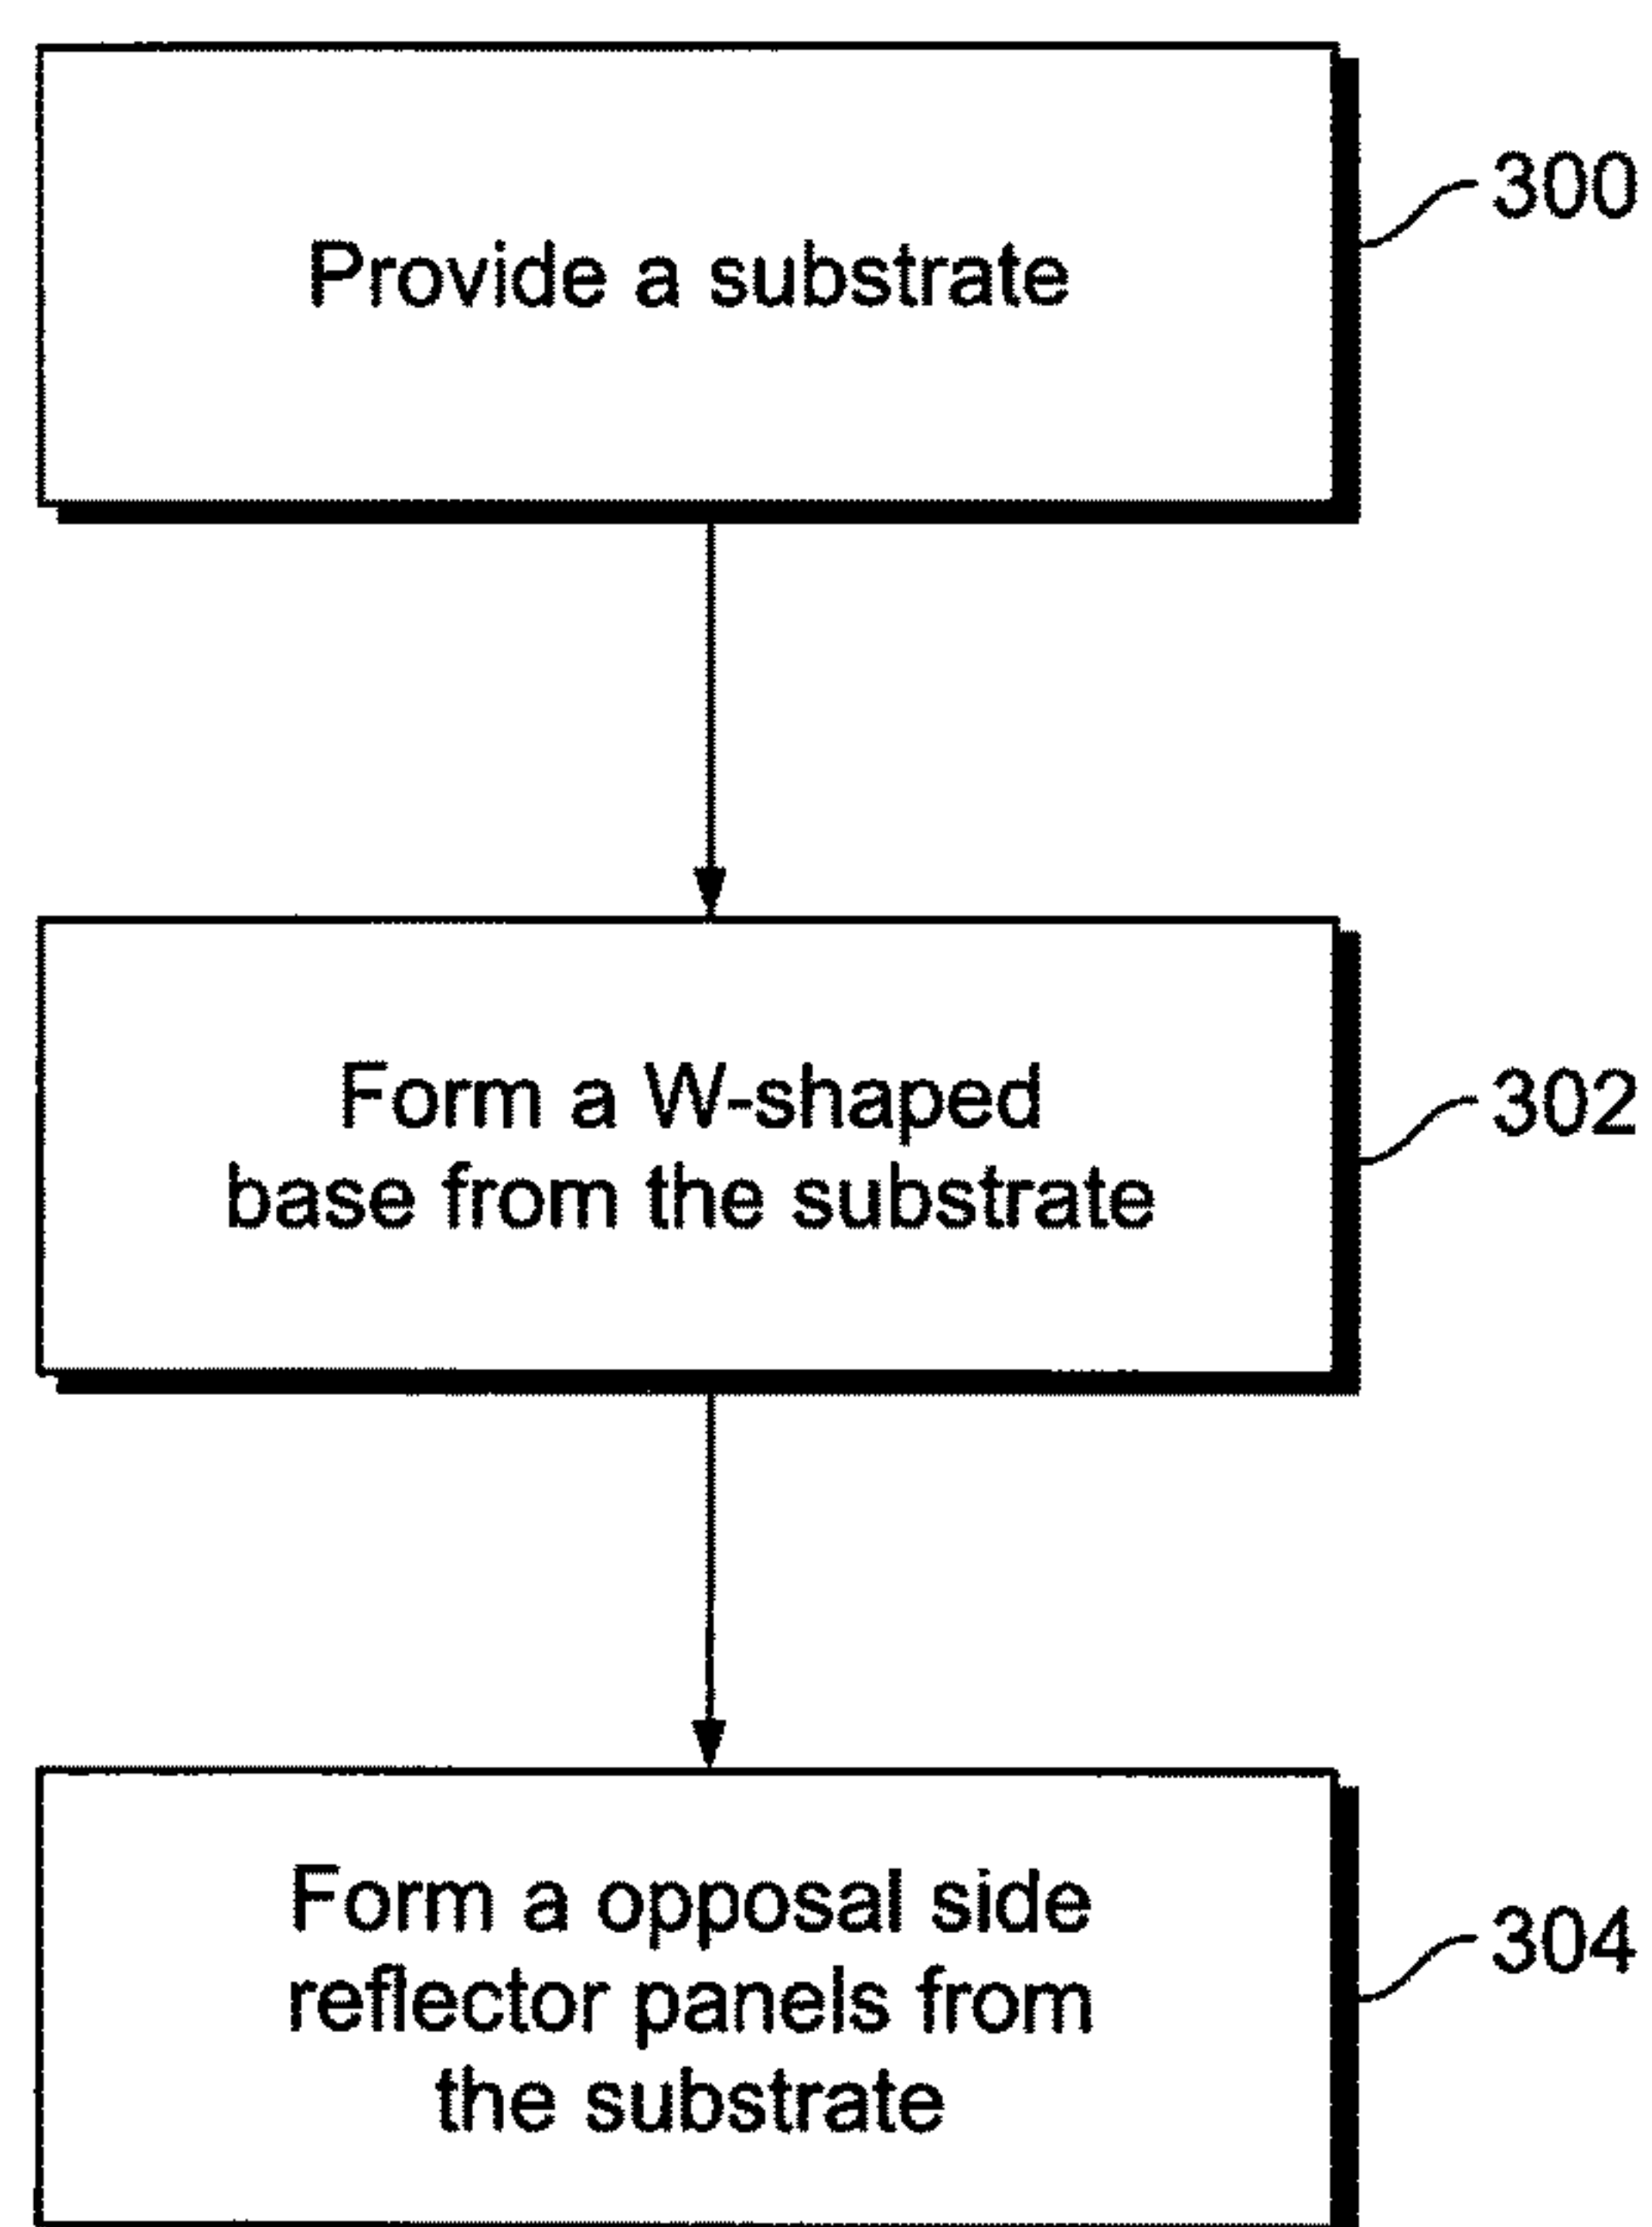 Provide a substrate
300
Form a W-shaped
base from the substrate
302
Form a opposal side
reflector panels from
the substrate
304